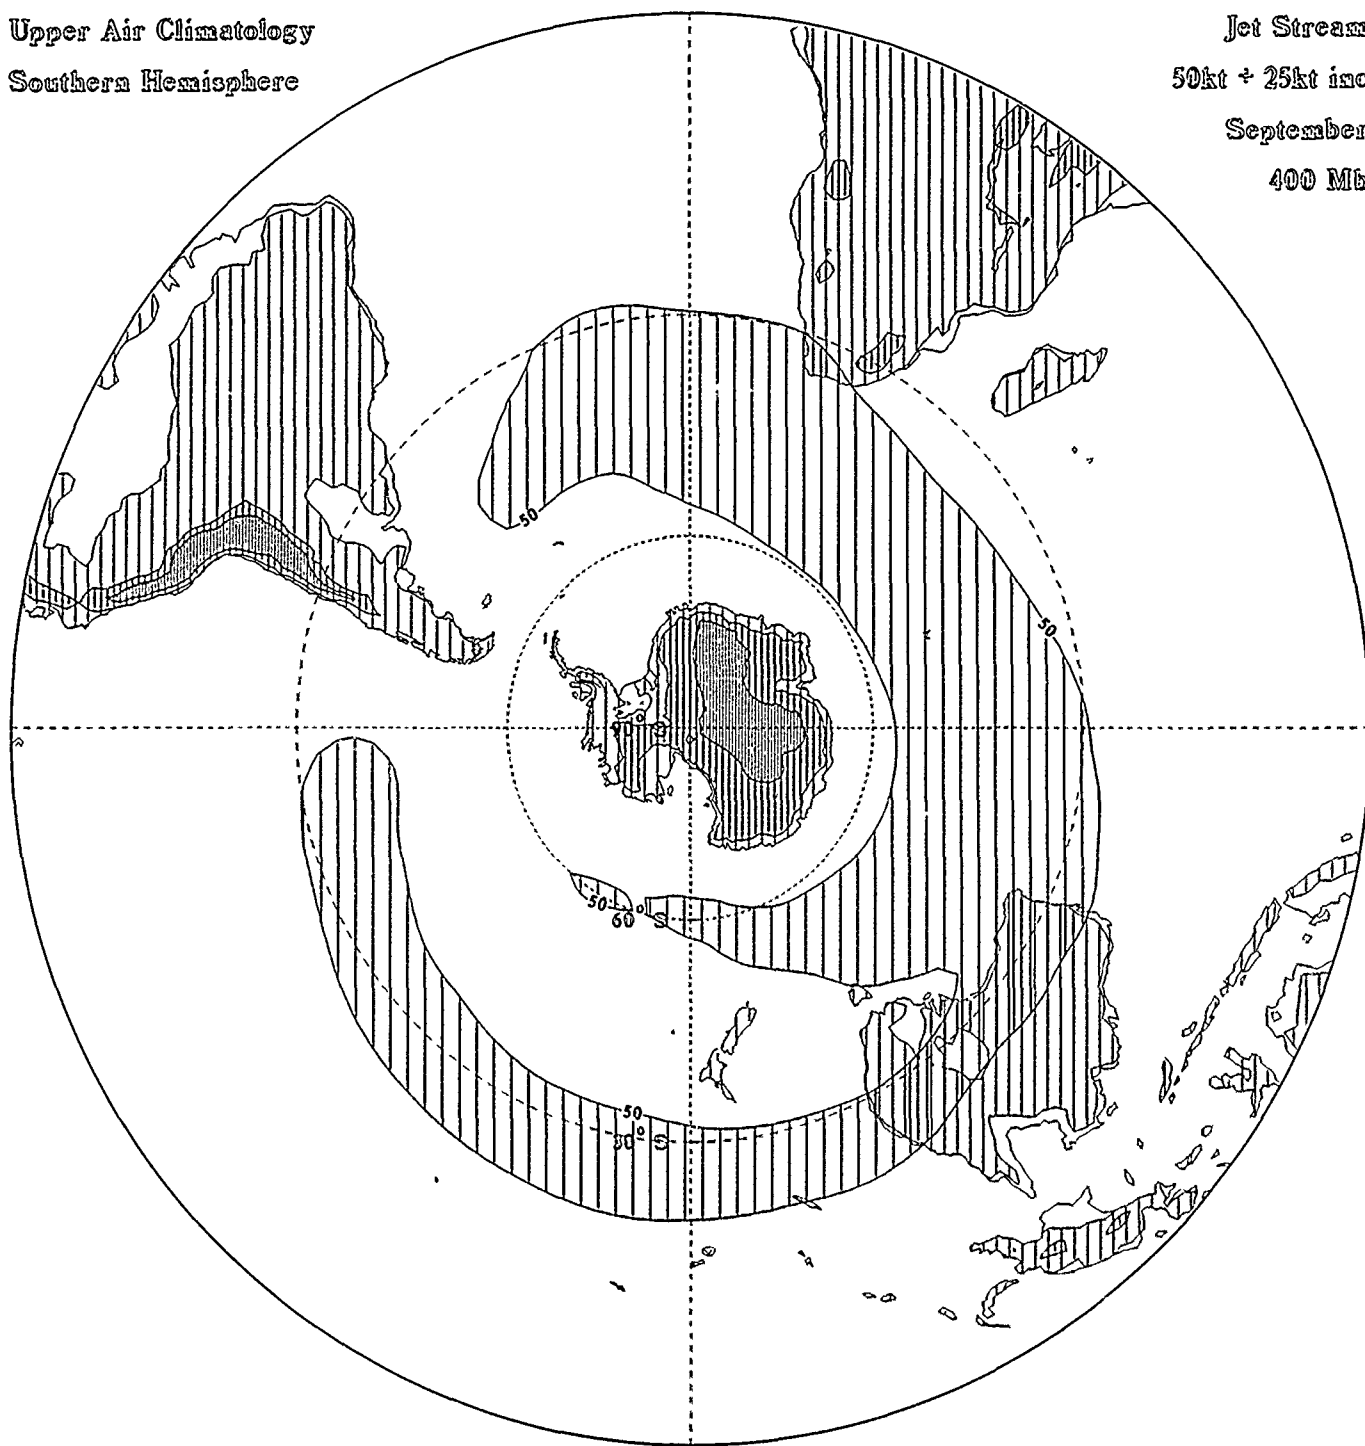 Upper Air Climatology
Southern Hemisphere
Jet Stream
50kt + 25kt inc
September
400 Mb
50
50
50
60° S
50
30° S